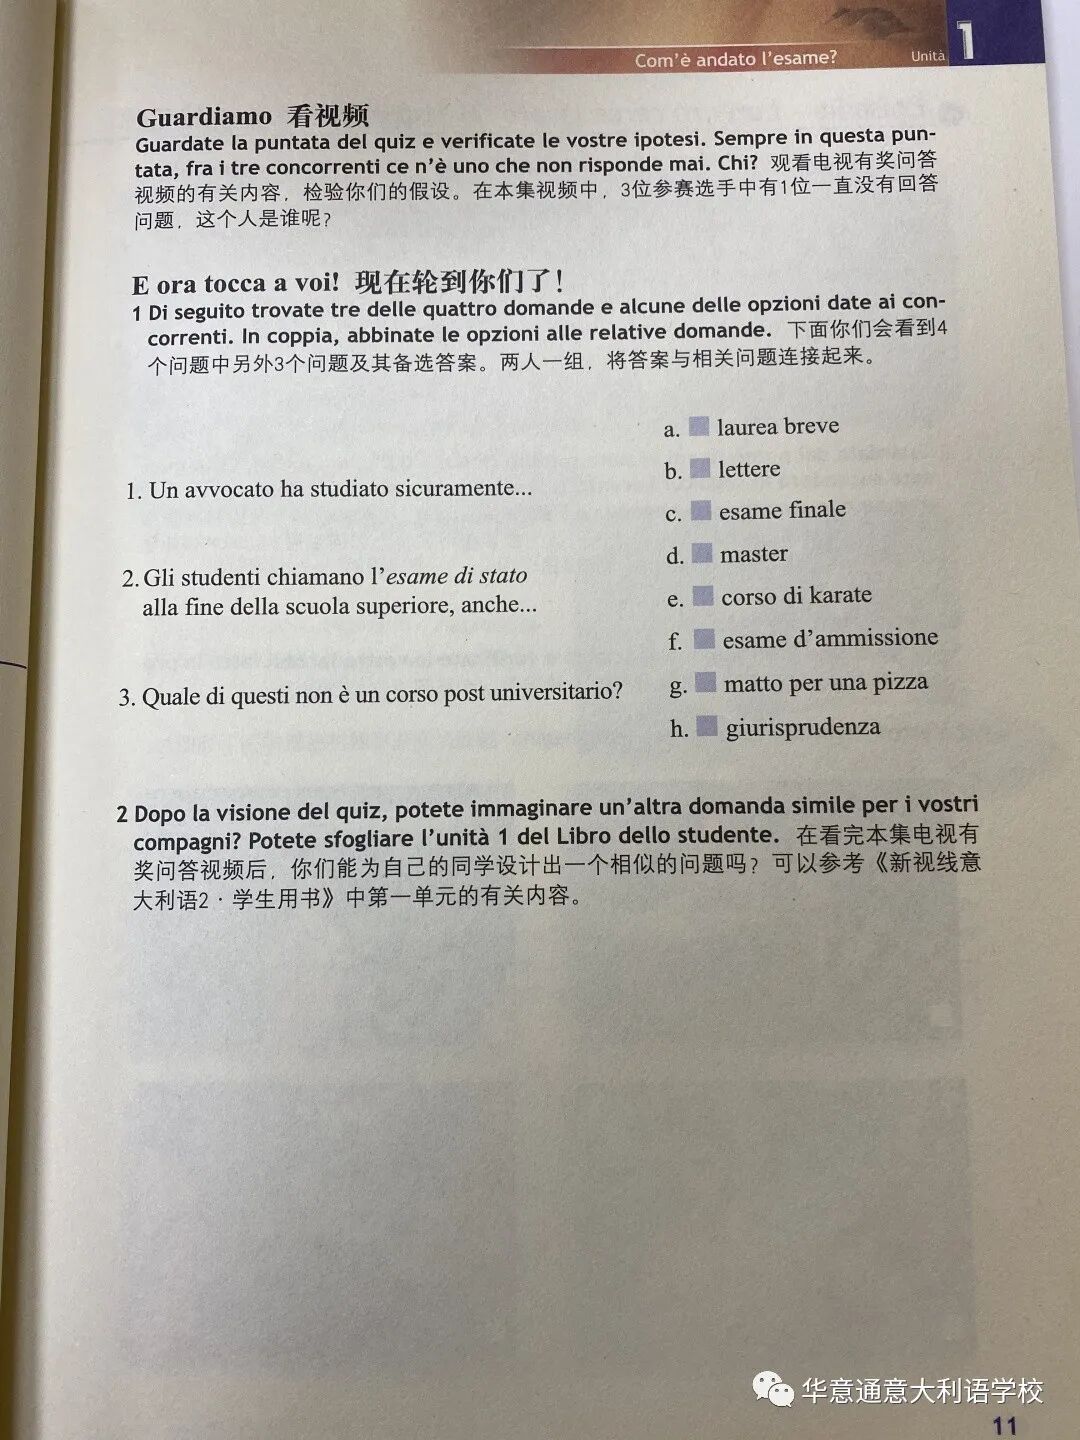 Com'è andato l'esame?
Unità 1
Guardiamo 看视频
Guardate la puntata del quiz e verificate le vostre ipotesi. Sempre in questa pun-
tata, fra i tre concorrenti ce n'è uno che non risponde mai. Chi? 观看电视有奖问答
视频的有关内容，检验你们的假设。在本集视频中，3位参赛选手中有1位一直没有回答
问题，这个人是谁呢？
E ora tocca a voi! 现在轮到你们了！
1 Di seguito trovate tre delle quattro domande e alcune delle opzioni date ai con-
correnti. In coppia, abbinate le opzioni alle relative domande. 下面你们会看到4
个问题中另外3个问题及其备选答案。两人一组，将答案与相关问题连接起来。
1. Un avvocato ha studiato sicuramente...
2. Gli studenti chiamano l'esame di stato
alla fine della scuola superiore, anche...
3. Quale di questi non è un corso post universitario?
a. laurea breve
b. lettere
c. esame finale
d. master
e. corso di karate
f. esame d'ammissione
g. matto per una pizza
h. giurisprudenza
2 Dopo la visione del quiz, potete immaginare un'altra domanda simile per i vostri
compagni? Potete sfogliare l'unità 1 del Libro dello studente. 在看完本集电视有
奖问答视频后，你们能为自己的同学设计出一个相似的问题吗？可以参考《新视线意
大利语2·学生用书》中第一单元的有关内容。
华意通意大利语学校
11